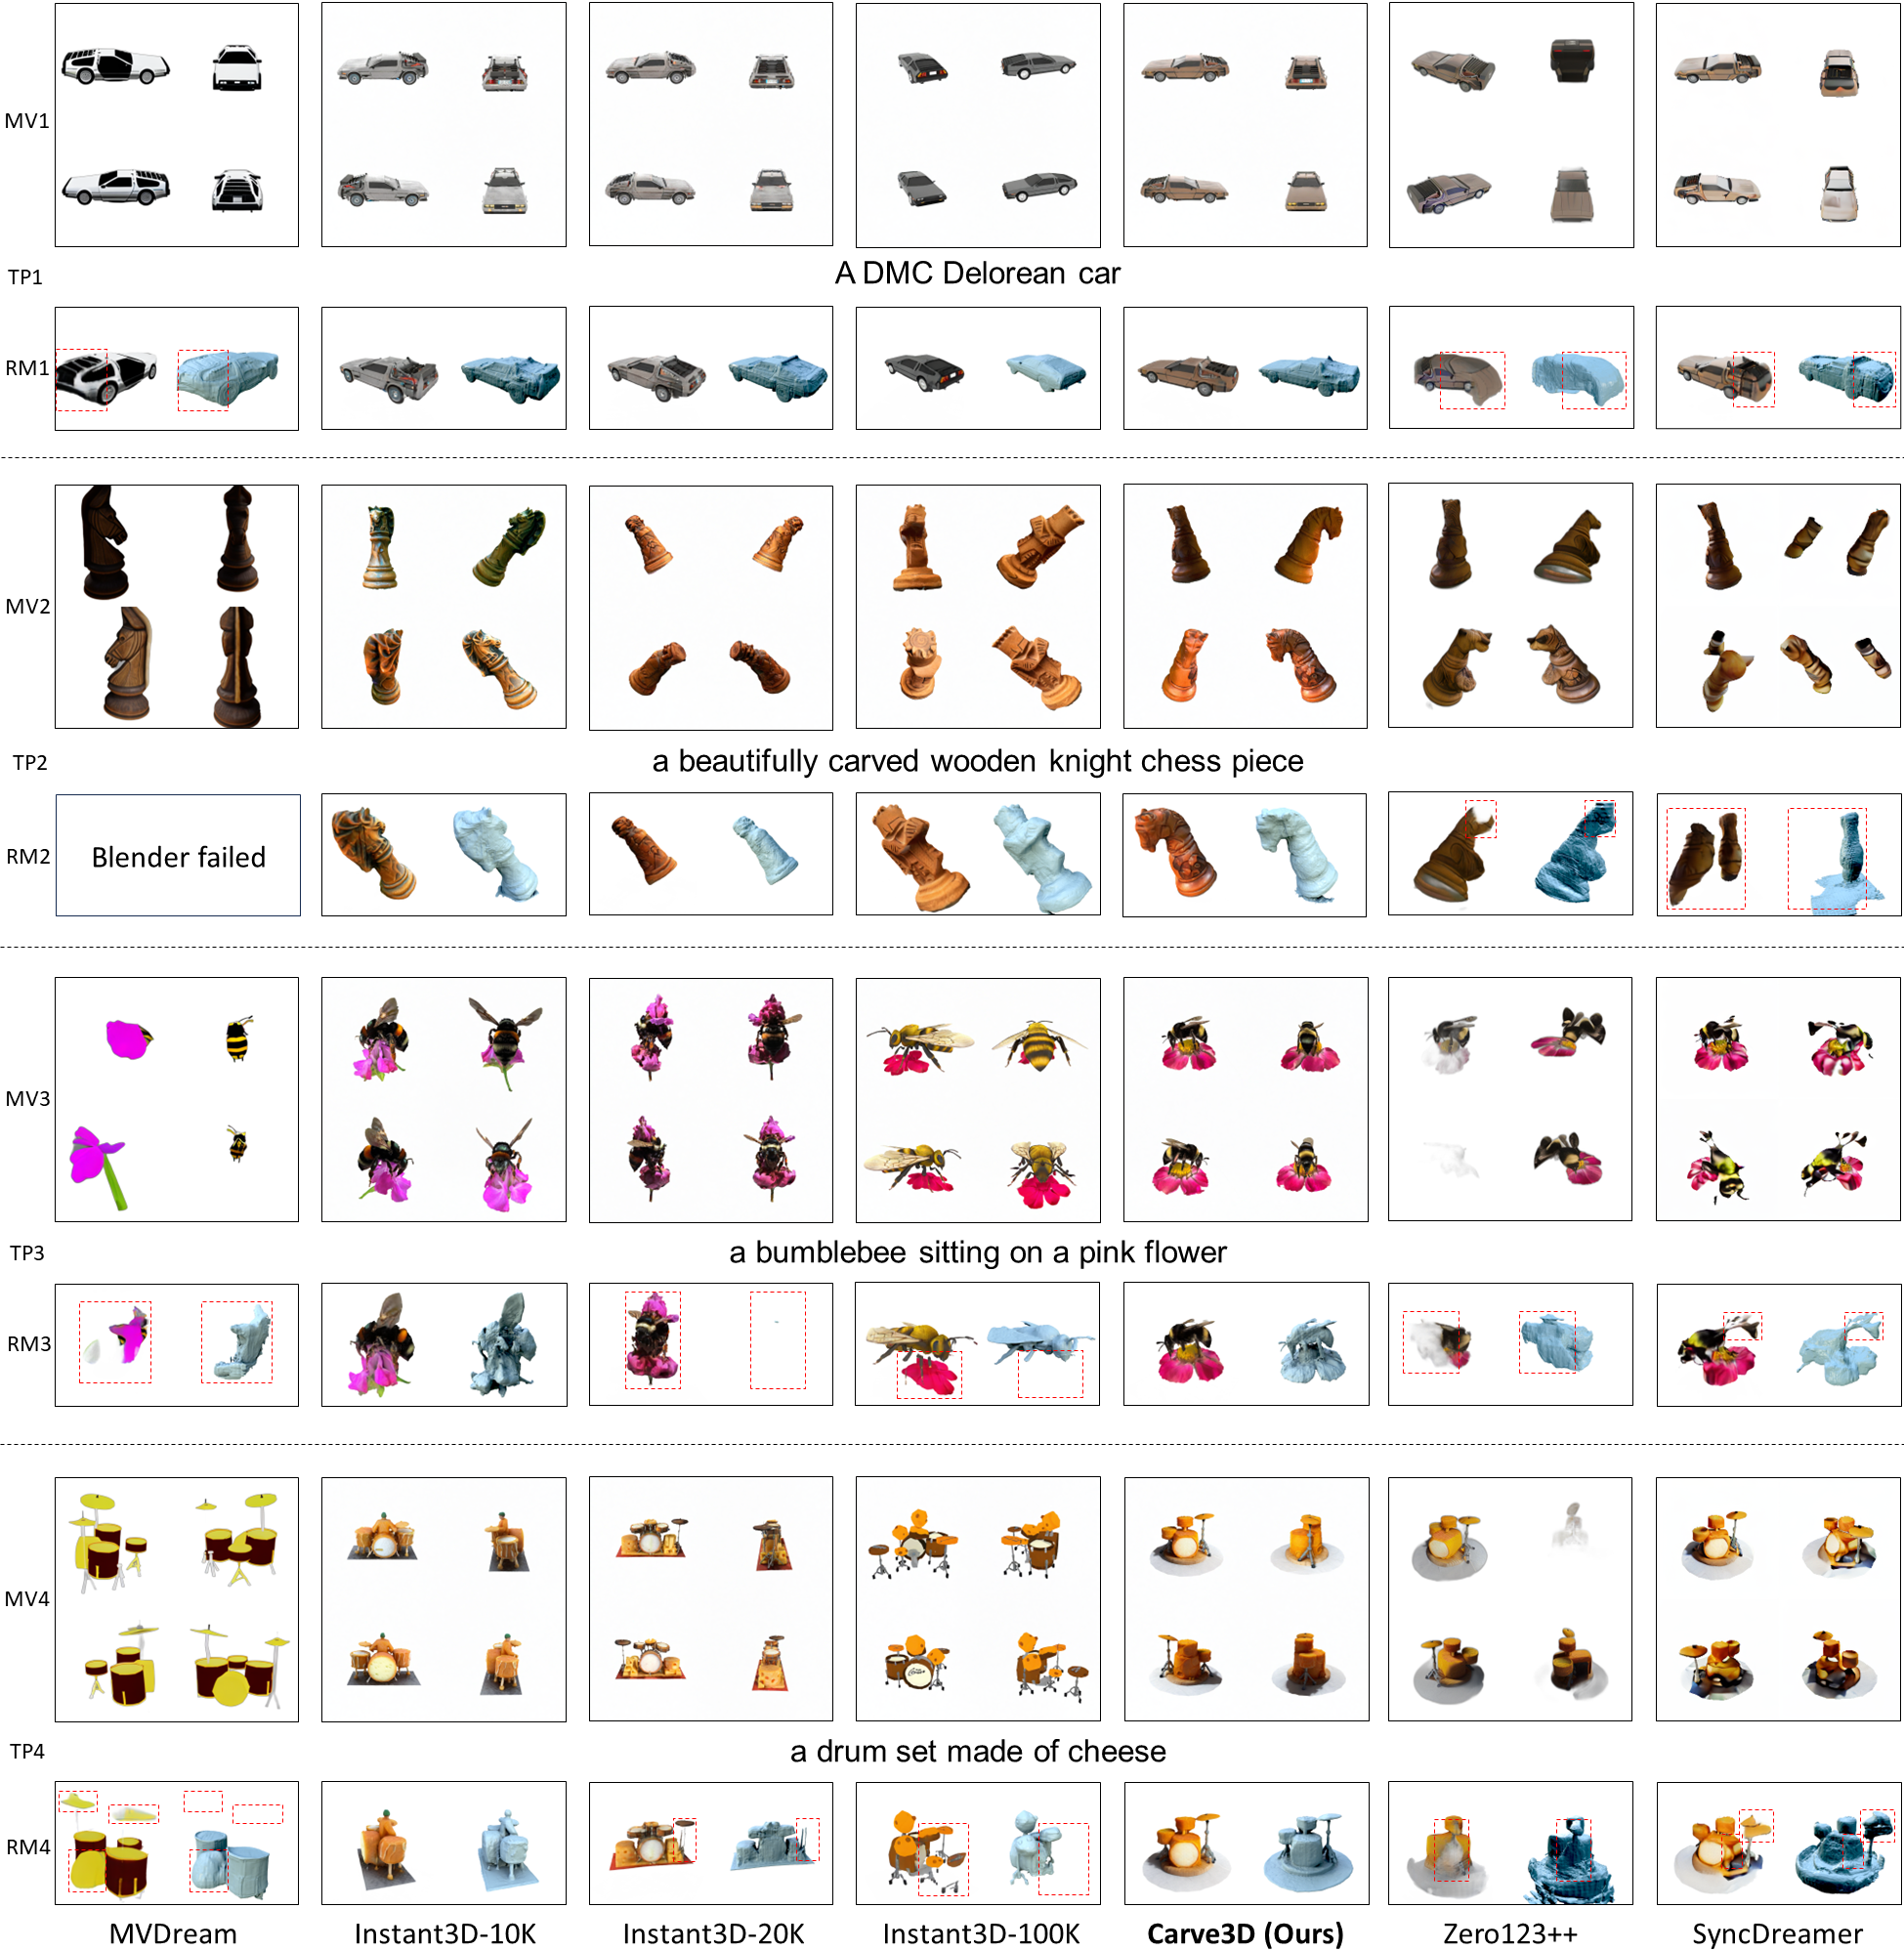 MV1
TP1
A DMC Delorean car
RM1
MV2
TP2
a beautifully carved wooden knight chess piece
RM2
Blender failed
MV3
TP3
a bumblebee sitting on a pink flower
RM3
MV4
TP4
a drum set made of cheese
RM4
MVDream
Instant3D-10K
Instant3D-20K
Instant3D-100K
Carve3D (Ours)
Zero123++
SyncDreamer